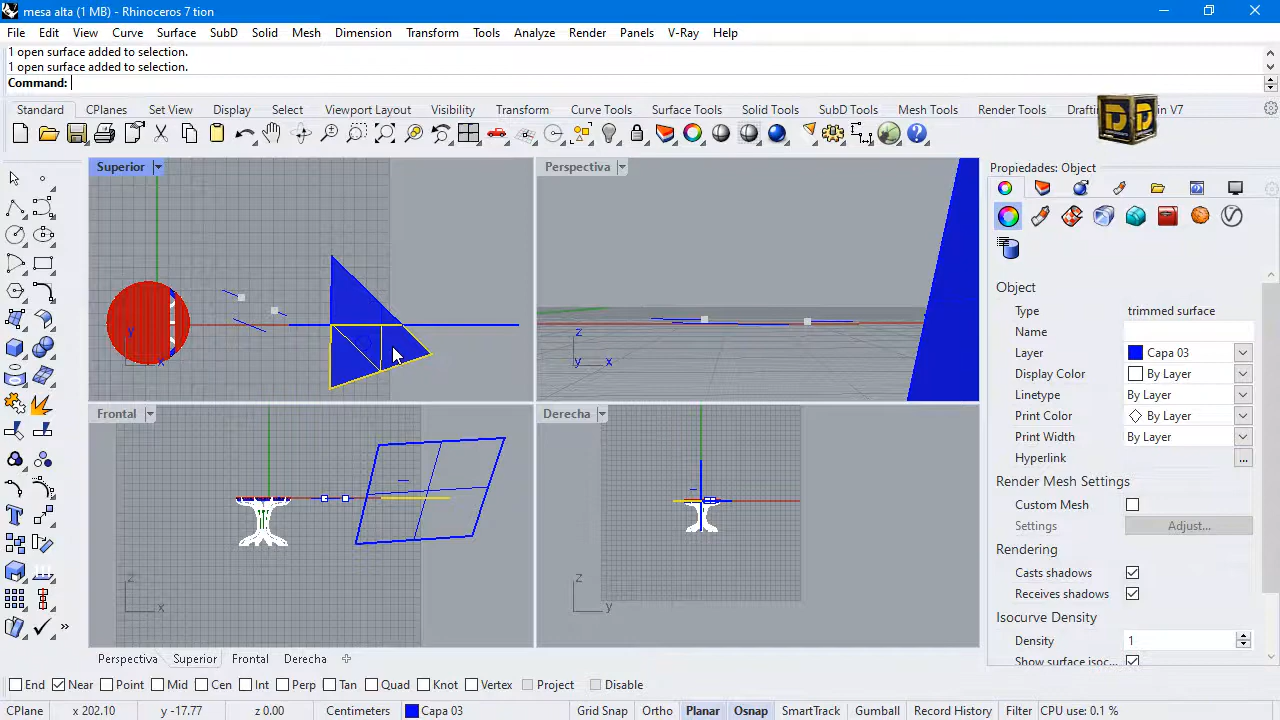 mesa alta (1 MB) - Rhinoceros 7 tion
File Edit View Curve Surface SubD Solid Mesh Dimension Transform Tools Analyze Render Panels V-Ray Help
1 open surface added to selection.
1 open surface added to selection.
Command:
Standard CPlanes Set View Display Select Viewport Layo Visibility Transform Curve Tools Surface Tools Solid Tools SubD Tools Mesh Tools Render Tools Drafti n V7
Superior
Perspectiva
Propiedades: Object
Object
Type trimmed surface
Name
Layer Capa 03
Display Color By Layer
Linetype By Layer
Print Color By Layer
Print Width By Layer
Hyperlink ...
Render Mesh Settings
Custom Mesh
Settings Adjust...
Rendering
Casts shadows
Receives shadows
Isocurve Density
Density 1
Show surface isoc...
y
x
z
y x
Frontal
Derecha
z
x
z
y
Perspectiva Superior Frontal Derecha
End Near Point Mid Cen Int Perp Tan Quad Knot Vertex Project Disable
CPlane x 202.10 y -17.77 z 0.00 Centimeters Capa 03 Grid Snap Ortho Planar Osnap SmartTrack Gumball Record History Filter CPU use: 0.1 %